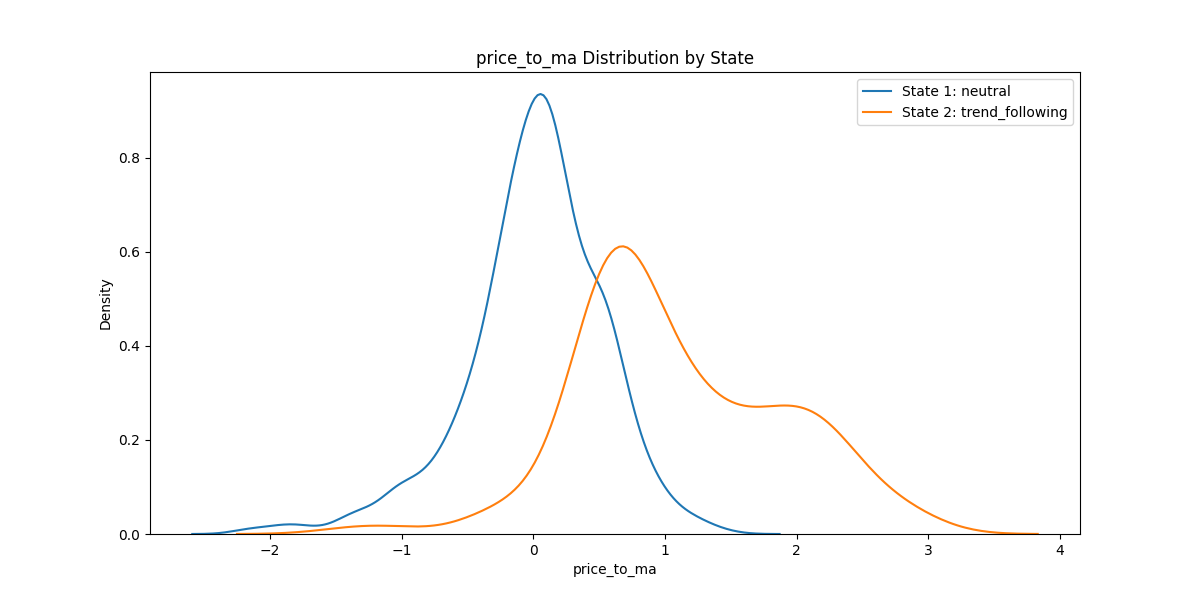 price_to_ma Distribution by State
State 1: neutral
State 2: trend_following
Density
0.8
0.6
0.4
0.2
0.0
−2
−1
0
1
2
3
4
price_to_ma